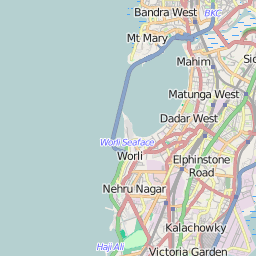 Bandra West
BKC
Mt Mary
Mahim
Sio
Matunga West
Dadar West
Worli Seaface
Worli
Elphinstone
Road
Nehru Nagar
Kalachowky
Haji Ali
Victoria Garden